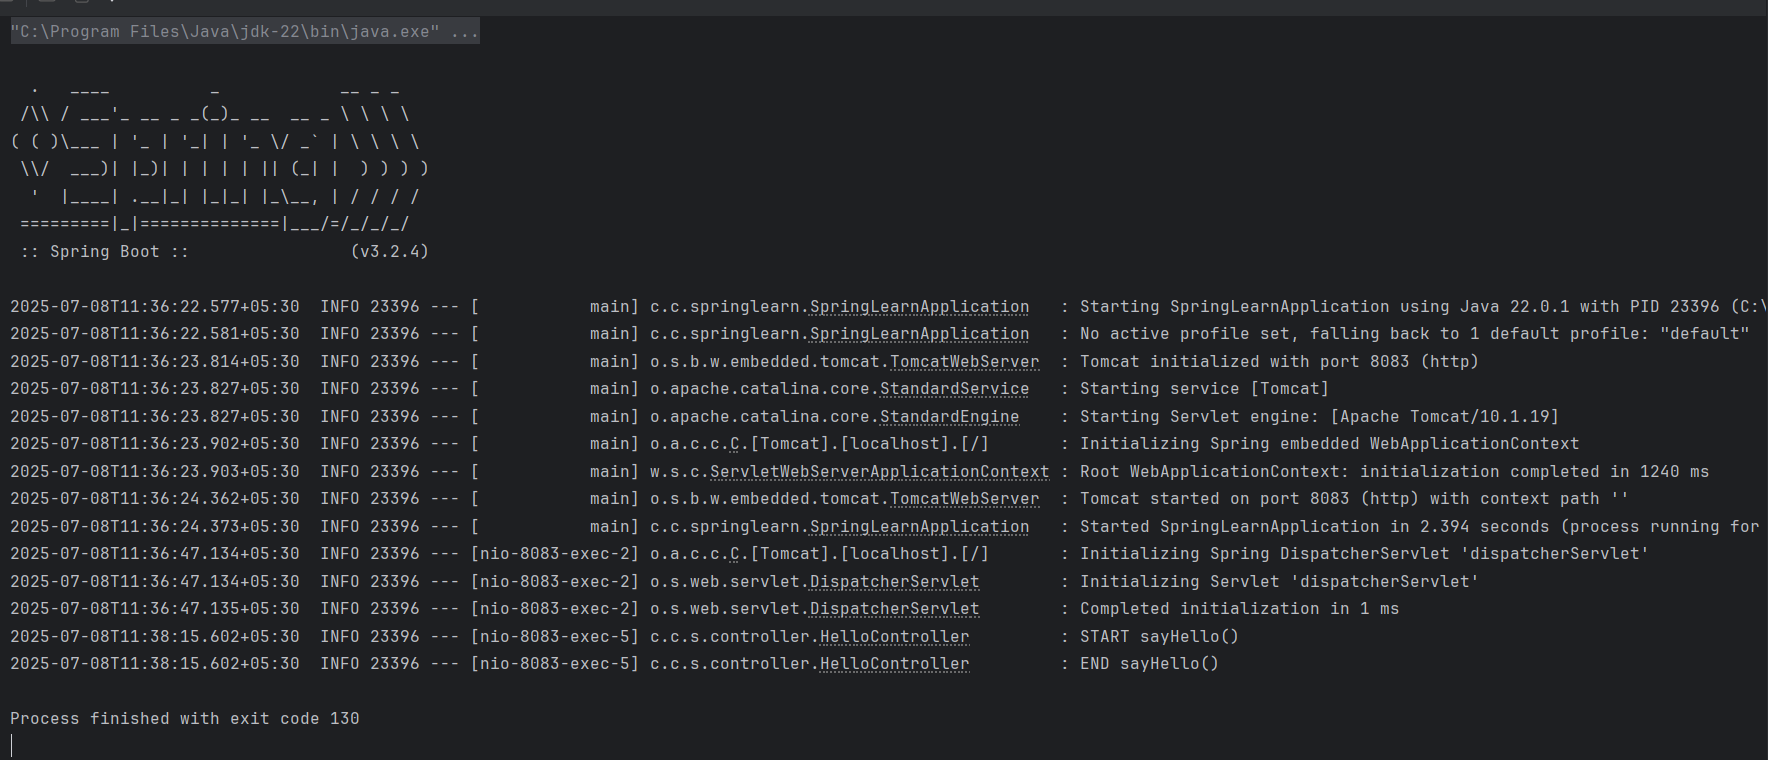 "C:\Program Files\Java\jdk-22\bin\java.exe" ...

  .   ____          _            __ _ _
 /\\ / ___'_ __ _ _(_)_ __  __ _ \ \ \ \
( ( )\___ | '_ | '_| | '_ \/ _` | \ \ \ \
 \\/  ___)| |_)| | | | | || (_| |  ) ) ) )
  '  |____| .__|_| |_|_| |_\__, | / / / /
 =========|_|==============|___/=/_/_/_/
 :: Spring Boot ::                (v3.2.4)

2025-07-08T11:36:22.577+05:30  INFO 23396 --- [           main] c.c.springlearn.SpringLearnApplication   : Starting SpringLearnApplication using Java 22.0.1 with PID 23396 (C:\
2025-07-08T11:36:22.581+05:30  INFO 23396 --- [           main] c.c.springlearn.SpringLearnApplication   : No active profile set, falling back to 1 default profile: "default"
2025-07-08T11:36:23.814+05:30  INFO 23396 --- [           main] o.s.b.w.embedded.tomcat.TomcatWebServer  : Tomcat initialized with port 8083 (http)
2025-07-08T11:36:23.827+05:30  INFO 23396 --- [           main] o.apache.catalina.core.StandardService   : Starting service [Tomcat]
2025-07-08T11:36:23.827+05:30  INFO 23396 --- [           main] o.apache.catalina.core.StandardEngine    : Starting Servlet engine: [Apache Tomcat/10.1.19]
2025-07-08T11:36:23.902+05:30  INFO 23396 --- [           main] o.a.c.c.C.[Tomcat].[localhost].[/]       : Initializing Spring embedded WebApplicationContext
2025-07-08T11:36:23.903+05:30  INFO 23396 --- [           main] w.s.c.ServletWebServerApplicationContext : Root WebApplicationContext: initialization completed in 1240 ms
2025-07-08T11:36:24.362+05:30  INFO 23396 --- [           main] o.s.b.w.embedded.tomcat.TomcatWebServer  : Tomcat started on port 8083 (http) with context path ''
2025-07-08T11:36:24.373+05:30  INFO 23396 --- [           main] c.c.springlearn.SpringLearnApplication   : Started SpringLearnApplication in 2.394 seconds (process running for
2025-07-08T11:36:47.134+05:30  INFO 23396 --- [nio-8083-exec-2] o.a.c.c.C.[Tomcat].[localhost].[/]       : Initializing Spring DispatcherServlet 'dispatcherServlet'
2025-07-08T11:36:47.134+05:30  INFO 23396 --- [nio-8083-exec-2] o.s.web.servlet.DispatcherServlet        : Initializing Servlet 'dispatcherServlet'
2025-07-08T11:36:47.135+05:30  INFO 23396 --- [nio-8083-exec-2] o.s.web.servlet.DispatcherServlet        : Completed initialization in 1 ms
2025-07-08T11:38:15.602+05:30  INFO 23396 --- [nio-8083-exec-5] c.c.s.controller.HelloController         : START sayHello()
2025-07-08T11:38:15.602+05:30  INFO 23396 --- [nio-8083-exec-5] c.c.s.controller.HelloController         : END sayHello()

Process finished with exit code 130